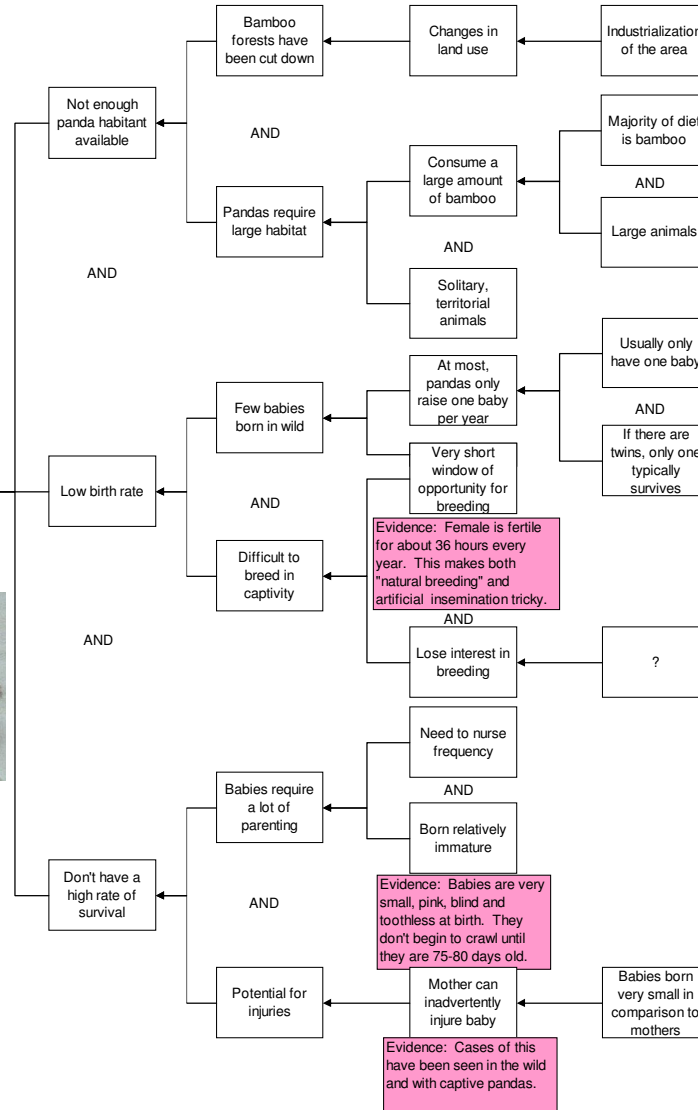 Bamboo
forests have
been cut down
Changes in
land use
Industrialization
of the area
Not enough
panda habitant
available
AND
Majority of diet
is bamboo
Consume a
large amount
of bamboo
AND
Pandas require
large habitat
Large animals
AND
AND
Solitary,
territorial
animals
Usually only
have one baby
At most,
pandas only
raise one baby
per year
Few babies
born in wild
AND
If there are
twins, only one
typically
survives
Very short
window of
opportunity for
breeding
Low birth rate
AND
Evidence: Female is fertile
for about 36 hours every
year. This makes both
"natural breeding" and
artificial insemination tricky.
Difficult to
breed in
captivity
AND
AND
Lose interest in
breeding
?
Need to nurse
frequency
Babies require
a lot of
parenting
AND
Born relatively
immature
Don't have a
high rate of
survival
AND
Evidence: Babies are very
small, pink, blind and
toothless at birth. They
don't begin to crawl until
they are 75-80 days old.
Potential for
injuries
Mother can
inadvertently
injure baby
Babies born
very small in
comparison to
mothers
Evidence: Cases of this
have been seen in the wild
and with captive pandas.